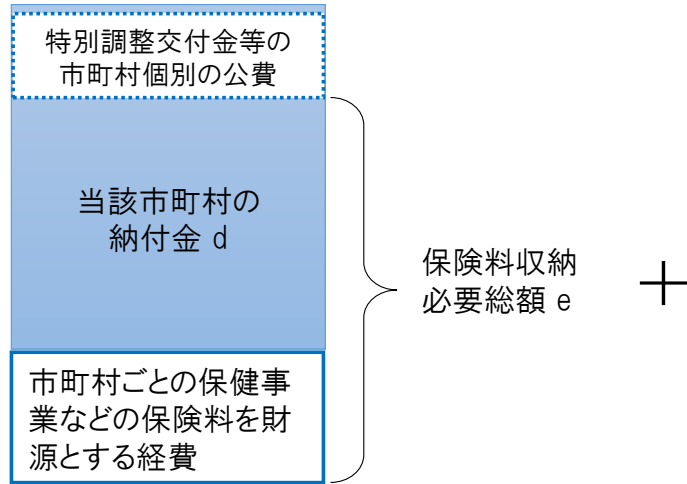 特別調整交付金等の
市町村個別の公費
当該市町村の
納付金 d
保険料収納
必要総額 e
＋
市町村ごとの保健事
業などの保険料を財
源とする経費